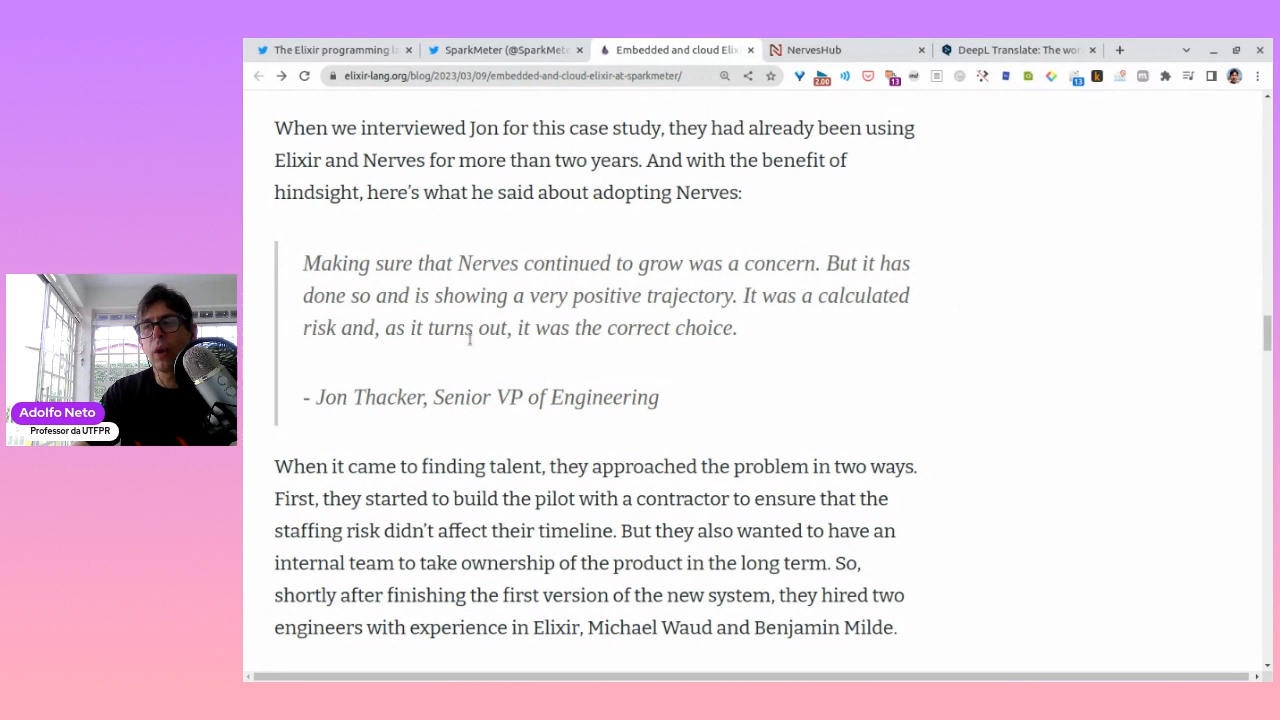 The Elixir programming la
SparkMeter (@SparkMete
Embedded and cloud Elixi
NervesHub
DeepL Translate: The wor
elixir-lang.org/blog/2023/03/09/embedded-and-cloud-elixir-at-sparkmeter/
2.00
13
13
When we interviewed Jon for this case study, they had already been using
Elixir and Nerves for more than two years. And with the benefit of
hindsight, here’s what he said about adopting Nerves:
Making sure that Nerves continued to grow was a concern. But it has
done so and is showing a very positive trajectory. It was a calculated
risk and, as it turns out, it was the correct choice.
- Jon Thacker, Senior VP of Engineering
When it came to finding talent, they approached the problem in two ways.
First, they started to build the pilot with a contractor to ensure that the
staffing risk didn’t affect their timeline. But they also wanted to have an
internal team to take ownership of the product in the long term. So,
shortly after finishing the first version of the new system, they hired two
engineers with experience in Elixir, Michael Waud and Benjamin Milde.
Adolfo Neto
Professor da UTFPR